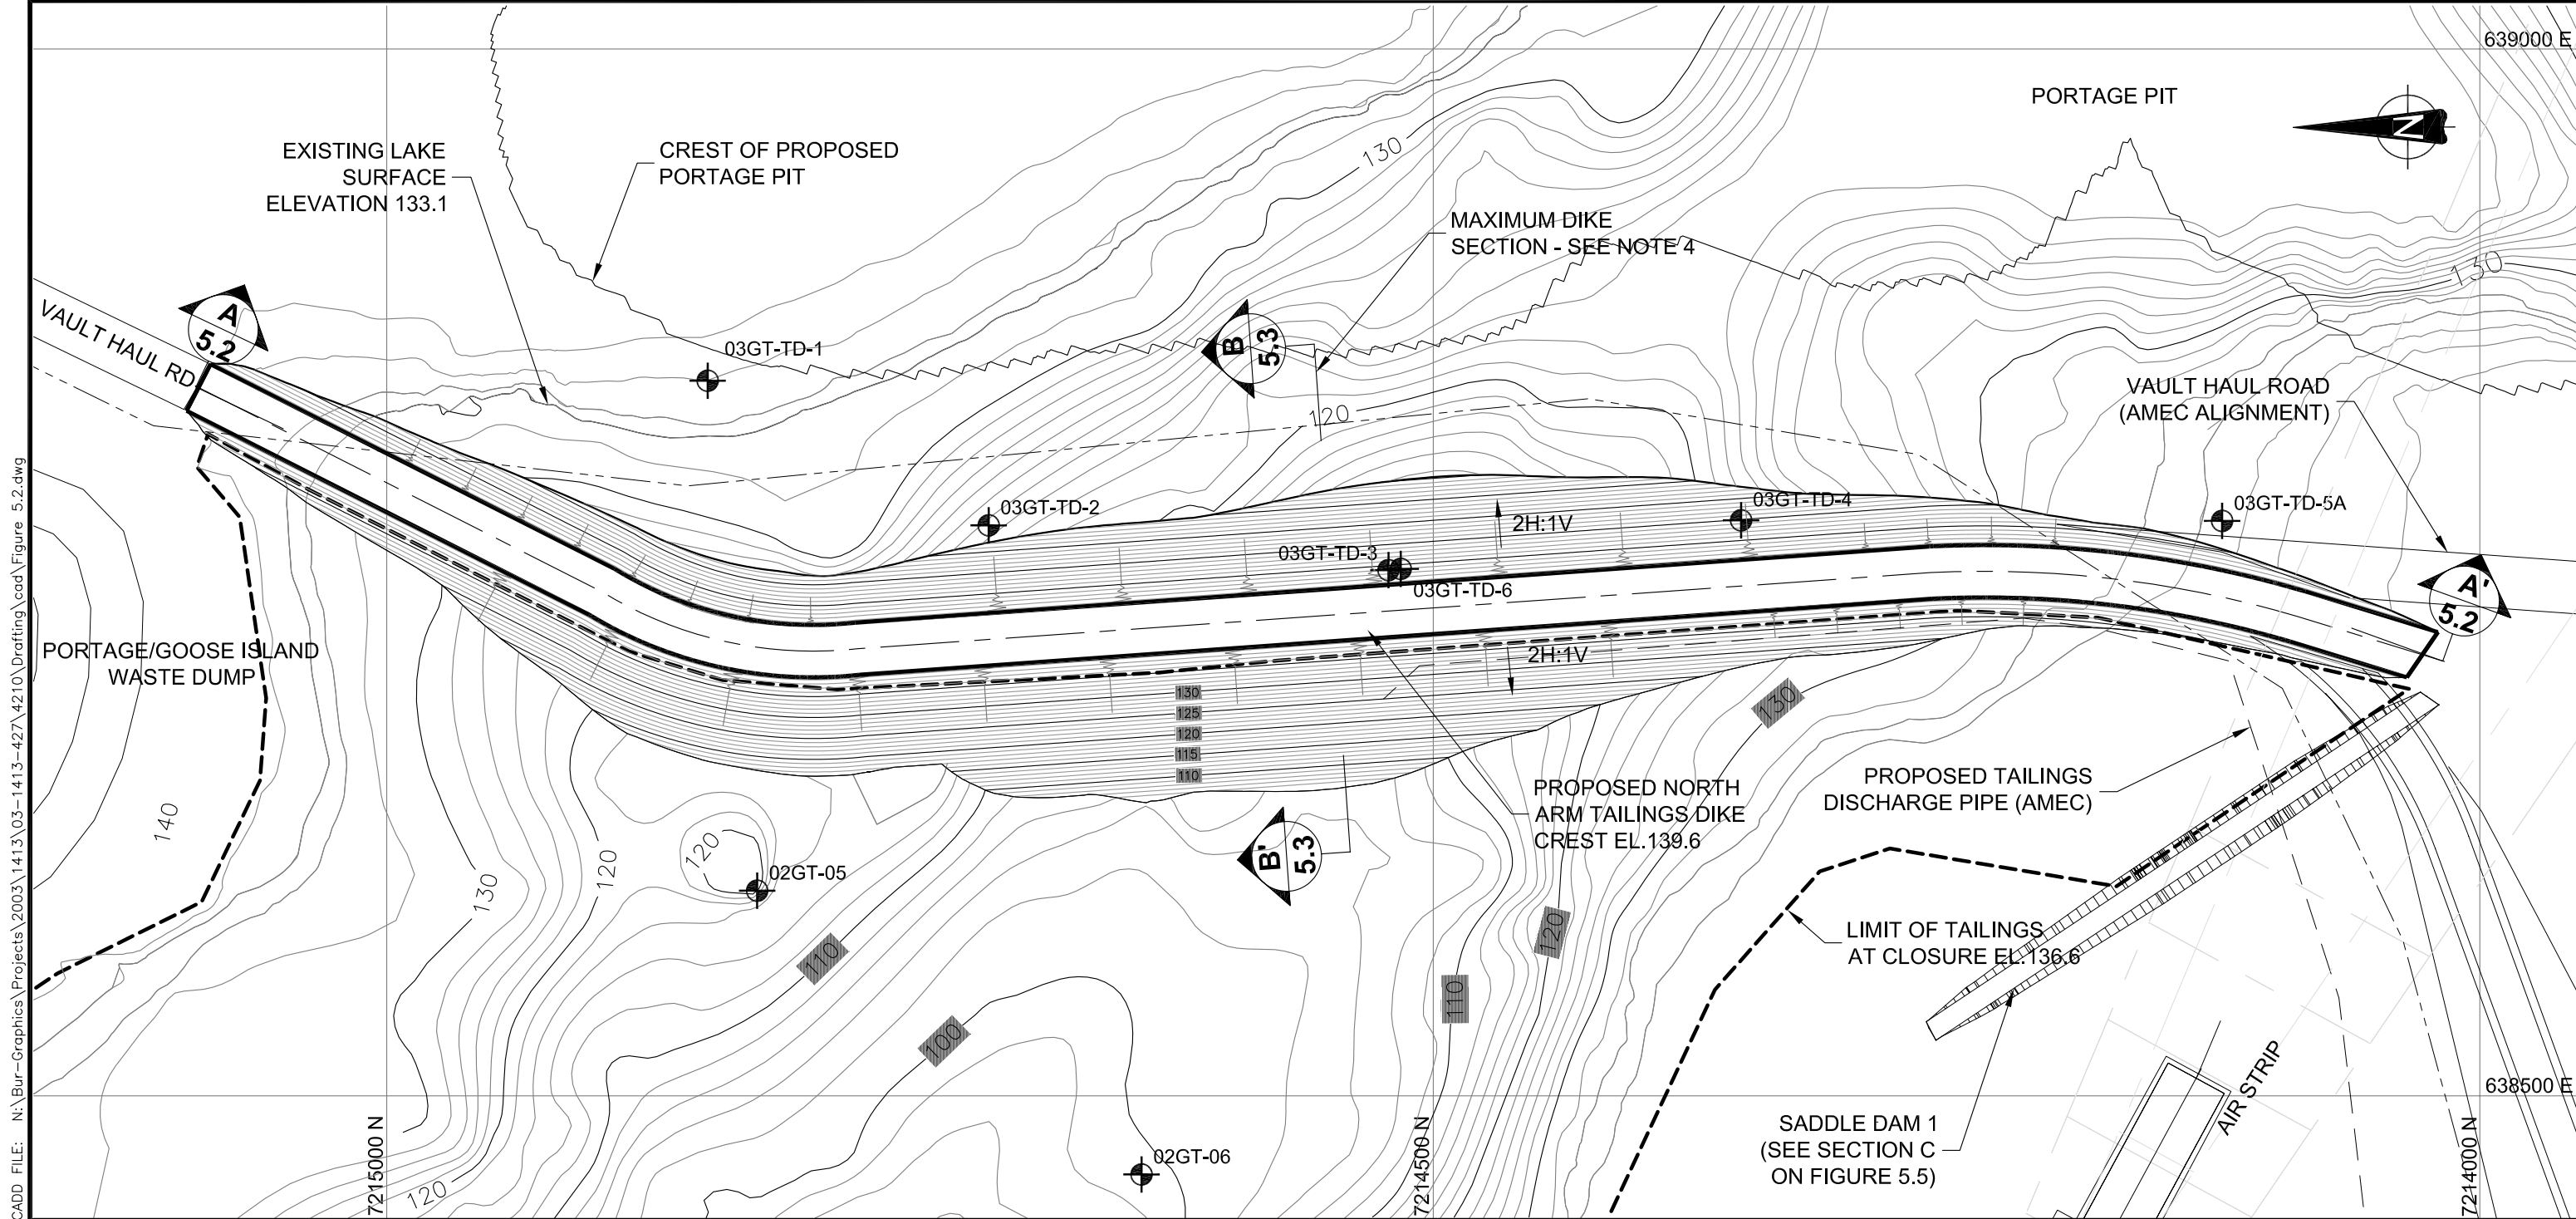 639000 E
PORTAGE PIT
N
EXISTING LAKE
SURFACE
ELEVATION 133.1
CREST OF PROPOSED
PORTAGE PIT
130
MAXIMUM DIKE
SECTION - SEE NOTE 4
130
VAULT HAUL RD
A
5.2
03GT-TD-1
B
5.3
120
VAULT HAUL ROAD
(AMEC ALIGNMENT)
03GT-TD-2
2H:1V
03GT-TD-4
03GT-TD-5A
03GT-TD-3
03GT-TD-6
A'
5.2
PORTAGE/GOOSE ISLAND
WASTE DUMP
2H:1V
130
125
120
115
110
130
PROPOSED NORTH
ARM TAILINGS DIKE
CREST EL.139.6
PROPOSED TAILINGS
DISCHARGE PIPE (AMEC)
140
130
120
120
02GT-05
B'
5.3
110
120
110
LIMIT OF TAILINGS
AT CLOSURE EL.136.6
100
AIR STRIP
638500 E
SADDLE DAM 1
(SEE SECTION C
ON FIGURE 5.5)
7215000 N
120
02GT-06
7214500 N
7214000 N
CADD FILE: N:\Bur-Graphics\Projects\2003\1413\03-1413-427\4210\Drafting\cad\Figure 5.2.dwg